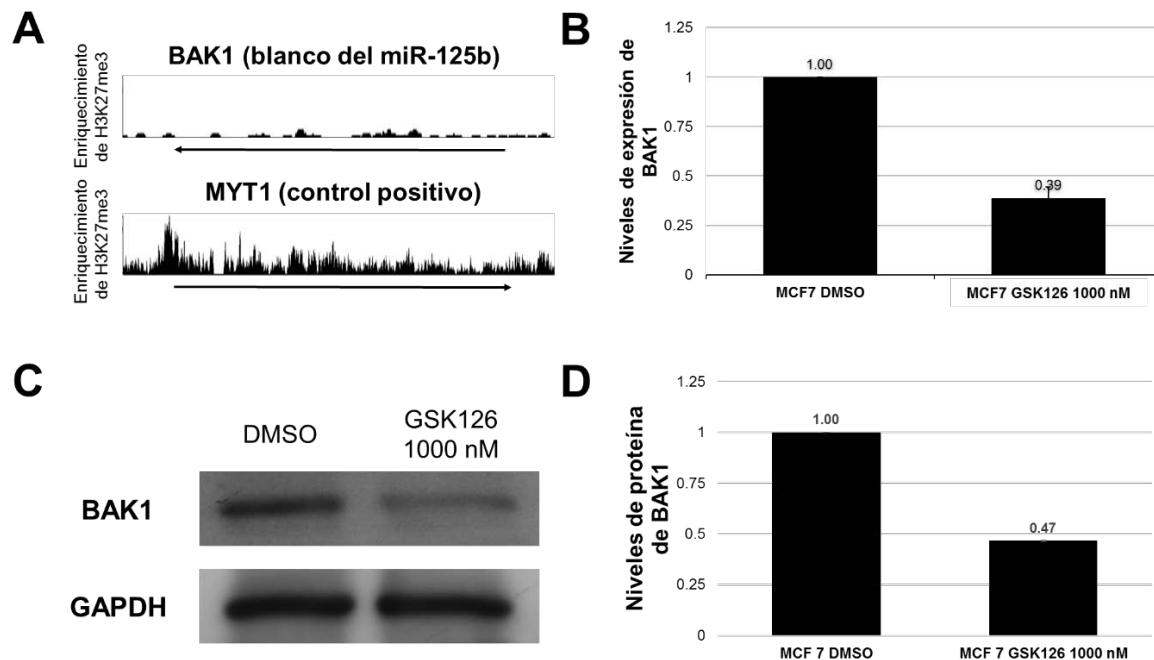 A
BAK1 (blanco del miR-125b)
Enriquecimiento
de H3K27me3
MYT1 (control positivo)
Enriquecimiento
de H3K27me3
B
Niveles de expresión de
BAK1
1.25
1
0.75
0.5
0.25
0
1.00
0.39
MCF7 DMSO
MCF7 GSK126 1000 nM
C
DMSO
GSK126
1000 nM
BAK1
GAPDH
D
Niveles de proteína
de BAK1
1.25
1
0.75
0.5
0.25
0
1.00
0.47
MCF 7 DMSO
MCF 7 GSK126 1000 nM